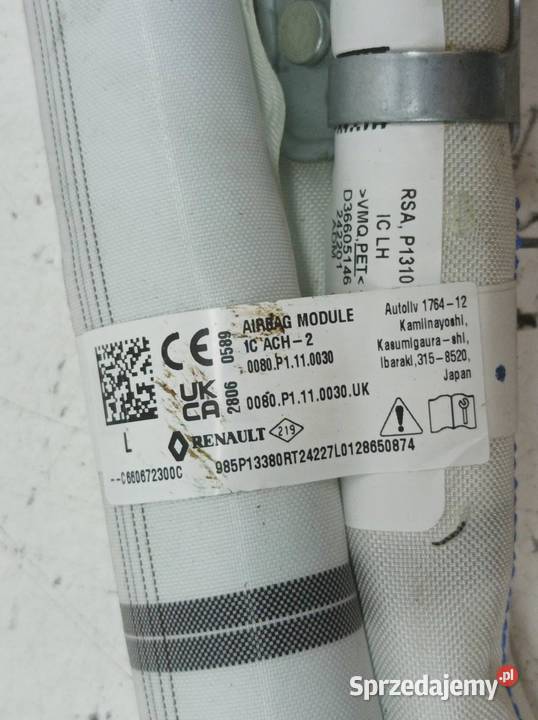 RSA, P1310
IC LH
>VMQ,PET<
D36605146
242201
ADM
AIRBAG MODULE
IC ACH-2
0080.P1.11.0030
0589
2806
CE
UK
CA
0080.P1.11.0030.UK
Autoliv 1764-12
Kamiinayoshi,
Kasumigaura-shi,
Ibaraki,315-8520,
Japan
L
RENAULT
219
--C660672300C
985P13380RT24227L0128650874
Sprzedajemy.pl